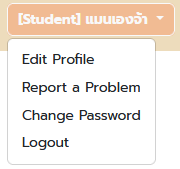 [Student] แมนเองจ้า
Edit Profile
Report a Problem
Change Password
Logout